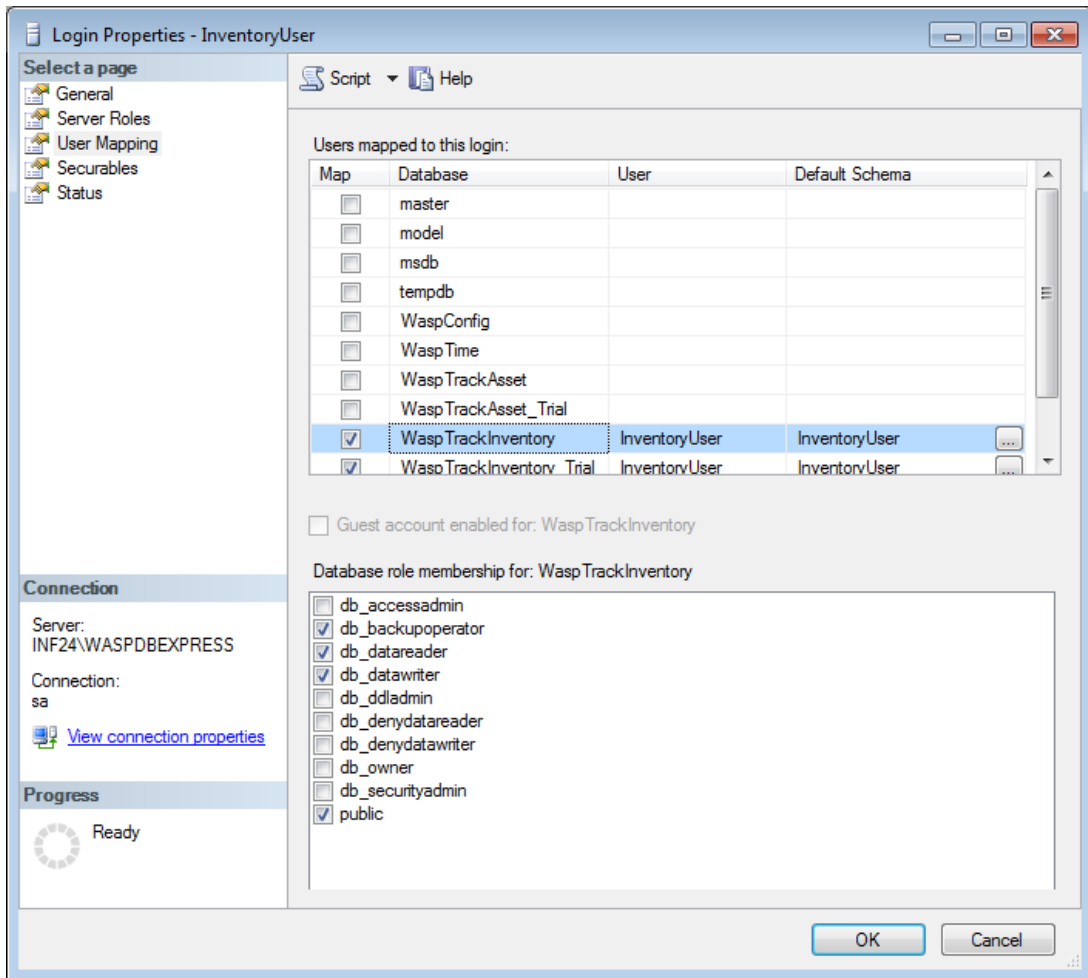 Login Properties - InventoryUser
Select a page
General
Server Roles
User Mapping
Securables
Status
Script Help
Users mapped to this login:
Map Database User Default Schema
master
model
msdb
tempdb
WaspConfig
WaspTime
WaspTrackAsset
WaspTrackAsset_Trial
WaspTrackInventory InventoryUser InventoryUser ...
WaspTrackInventory_Trial InventoryUser InventoryUser ...
Guest account enabled for: WaspTrackInventory
Database role membership for: WaspTrackInventory
db_accessadmin
db_backupoperator
db_datareader
db_datawriter
db_ddladmin
db_denydatareader
db_denydatawriter
db_owner
db_securityadmin
public
Connection
Server:
INF24\WASPDBEXPRESS
Connection:
sa
View connection properties
Progress
Ready
OK Cancel